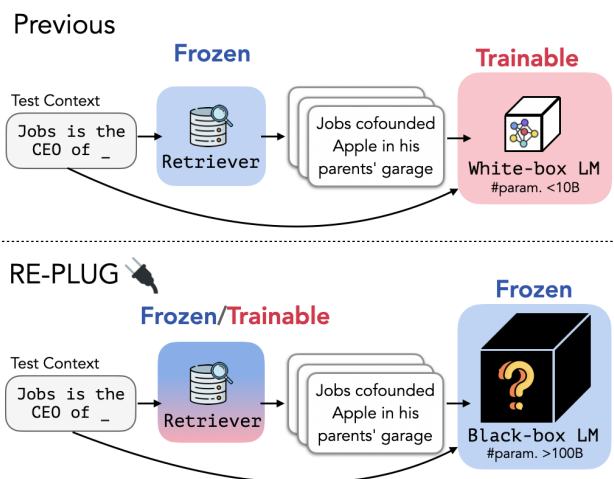 Previous
Frozen
Trainable
Test Context
Jobs is the
CEO of _
Retriever
Jobs cofounded
Apple in his
parents' garage
White-box LM
#param. <10B
RE-PLUG
Frozen
Frozen/Trainable
Test Context
Jobs is the
CEO of _
Retriever
Jobs cofounded
Apple in his
parents' garage
?
Black-box LM
#param. >100B